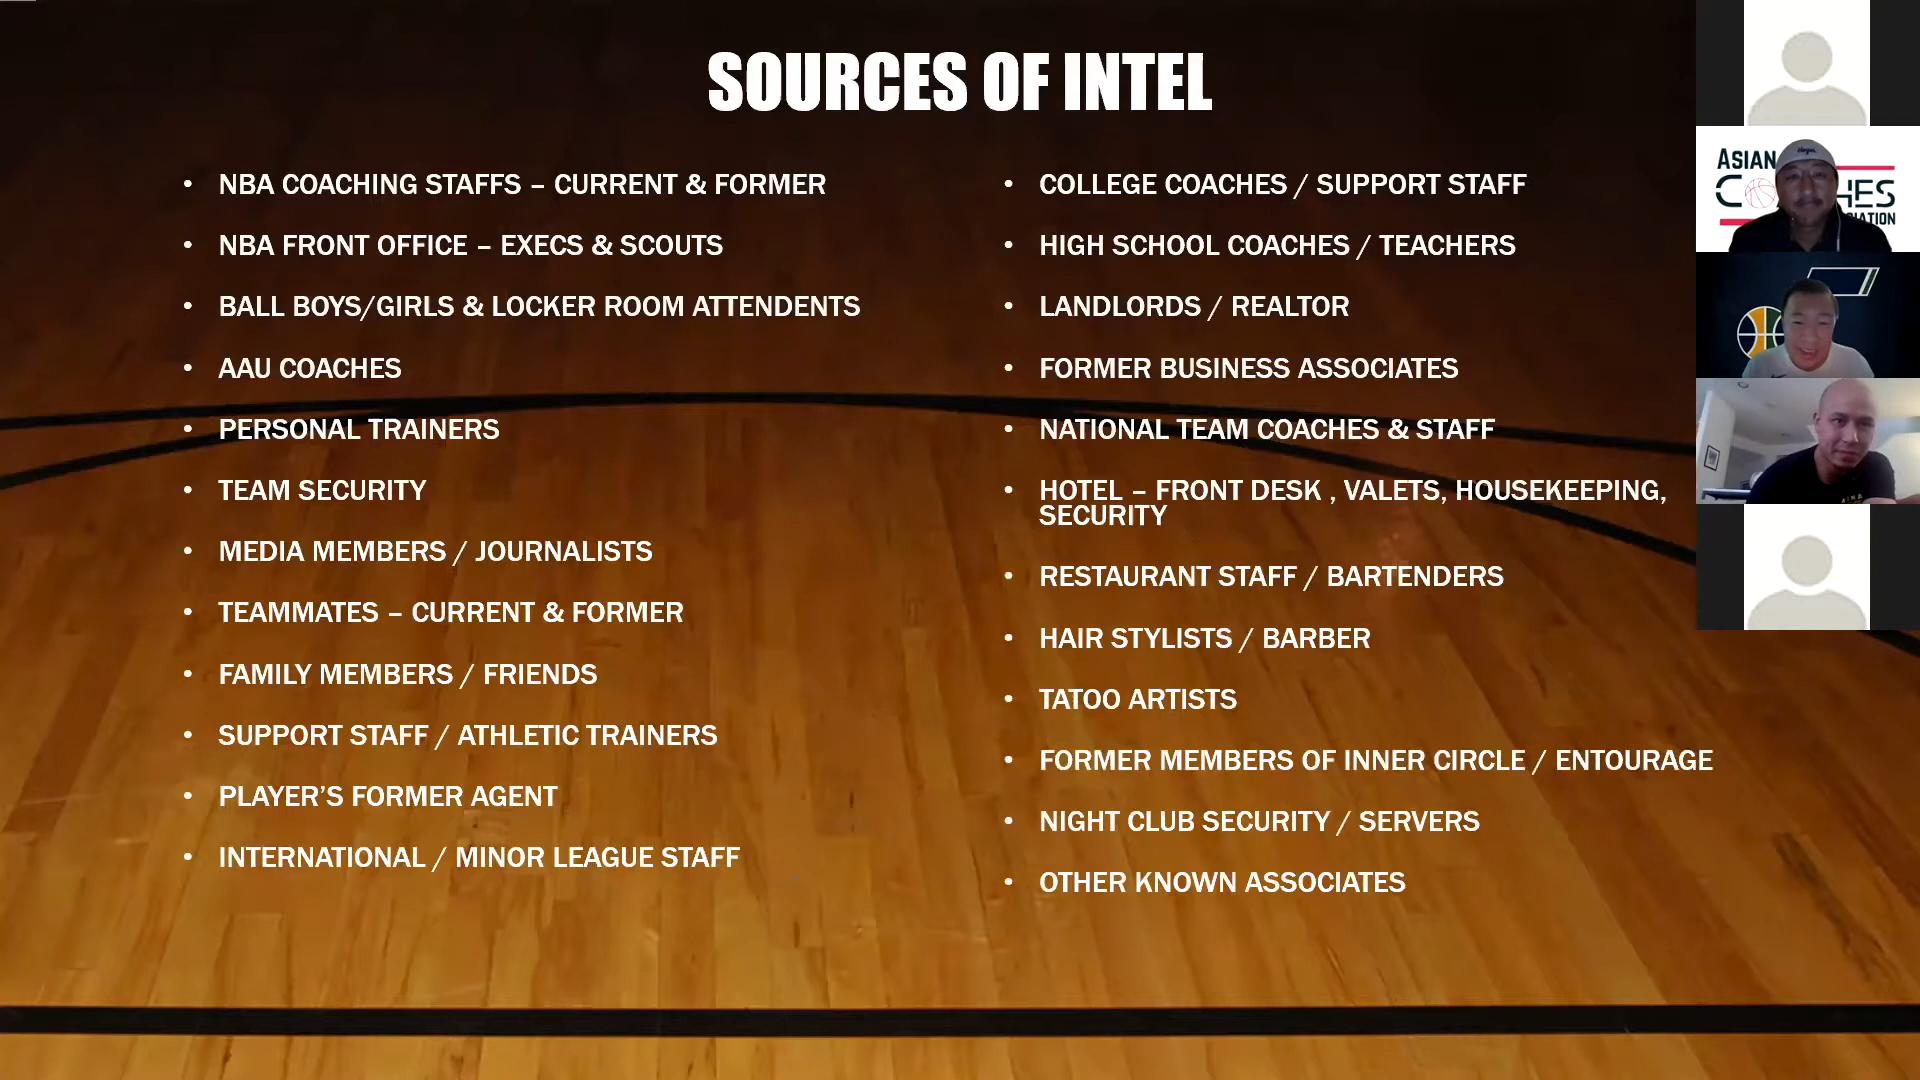 SOURCES OF INTEL
• NBA COACHING STAFFS – CURRENT & FORMER
• NBA FRONT OFFICE – EXECS & SCOUTS
• BALL BOYS/GIRLS & LOCKER ROOM ATTENDENTS
• AAU COACHES
• PERSONAL TRAINERS
• TEAM SECURITY
• MEDIA MEMBERS / JOURNALISTS
• TEAMMATES – CURRENT & FORMER
• FAMILY MEMBERS / FRIENDS
• SUPPORT STAFF / ATHLETIC TRAINERS
• PLAYER’S FORMER AGENT
• INTERNATIONAL / MINOR LEAGUE STAFF
• COLLEGE COACHES / SUPPORT STAFF
• HIGH SCHOOL COACHES / TEACHERS
• LANDLORDS / REALTOR
• FORMER BUSINESS ASSOCIATES
• NATIONAL TEAM COACHES & STAFF
• HOTEL – FRONT DESK , VALETS, HOUSEKEEPING,
SECURITY
• RESTAURANT STAFF / BARTENDERS
• HAIR STYLISTS / BARBER
• TATOO ARTISTS
• FORMER MEMBERS OF INNER CIRCLE / ENTOURAGE
• NIGHT CLUB SECURITY / SERVERS
• OTHER KNOWN ASSOCIATES
ASIAN